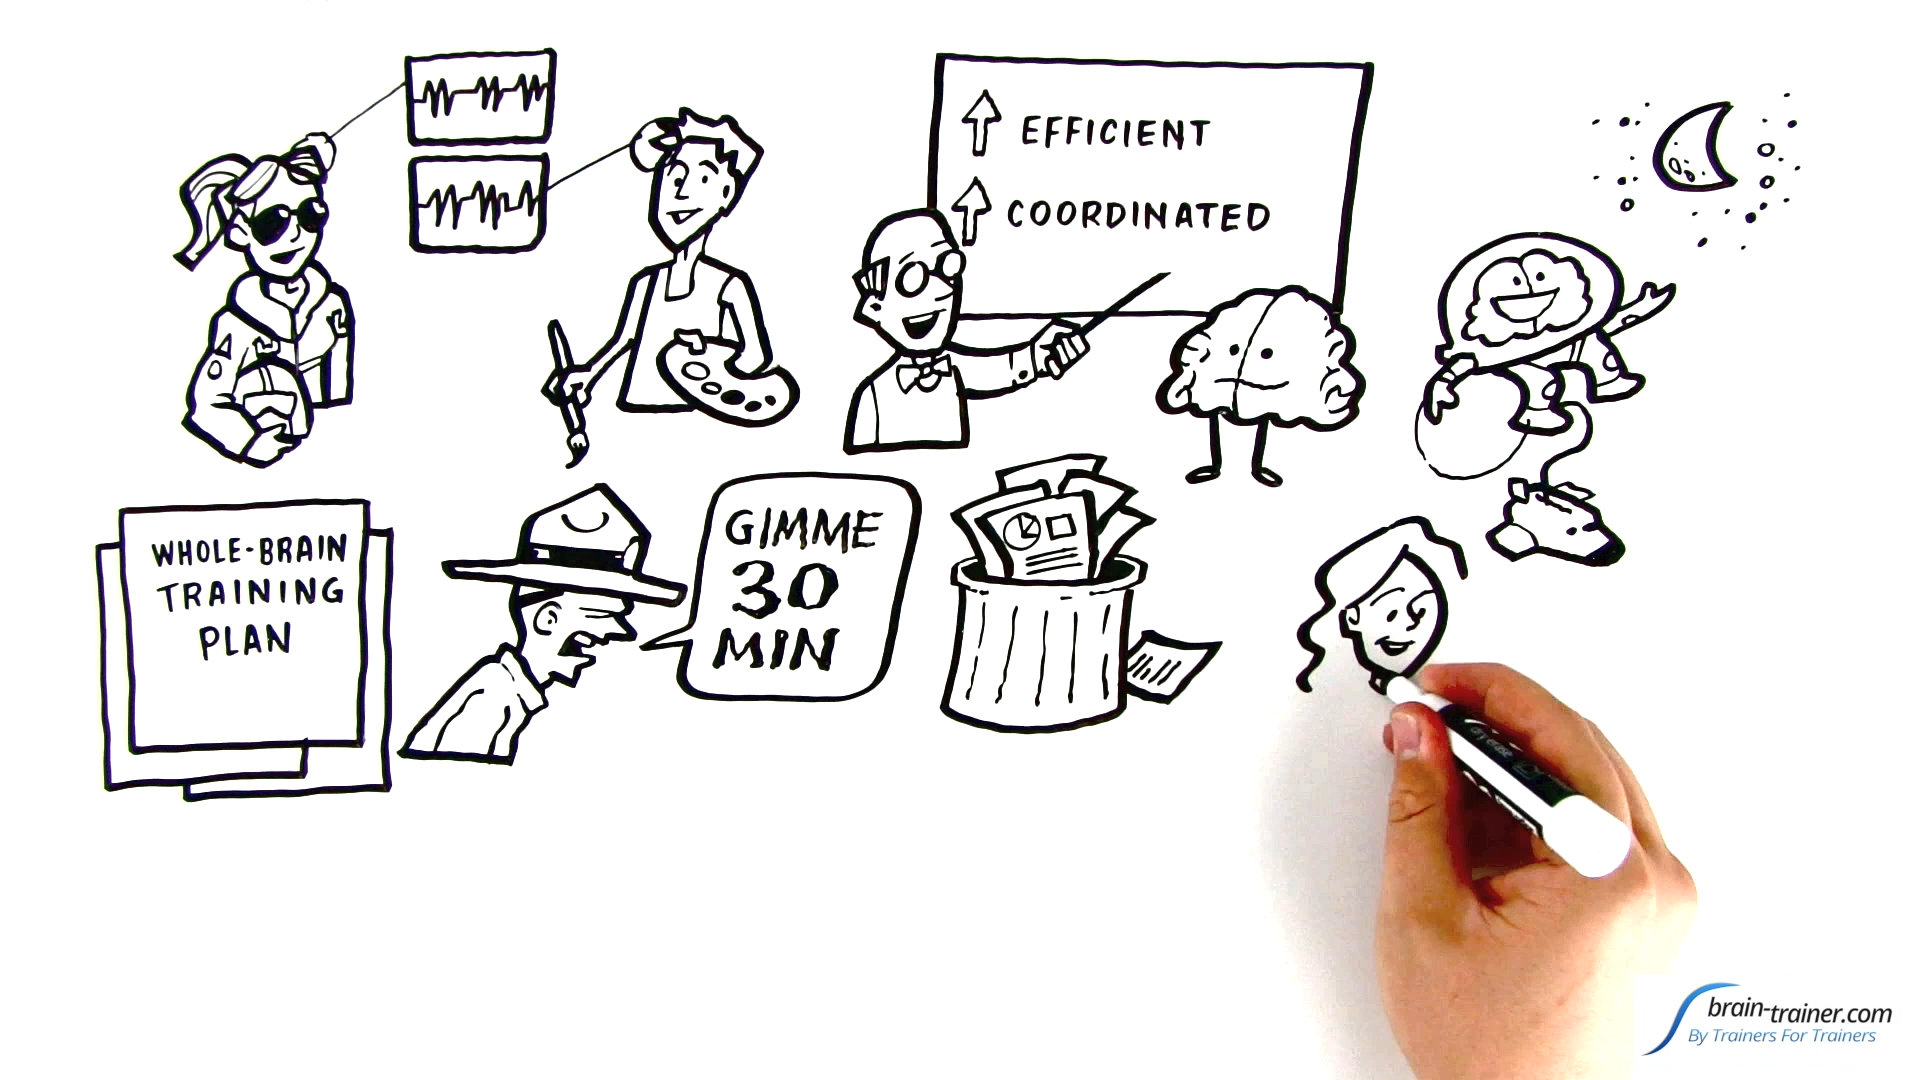 EFFICIENT
COORDINATED
WHOLE-BRAIN
TRAINING
PLAN
GIMME
30
MIN
brain-trainer.com
By Trainers For Trainers